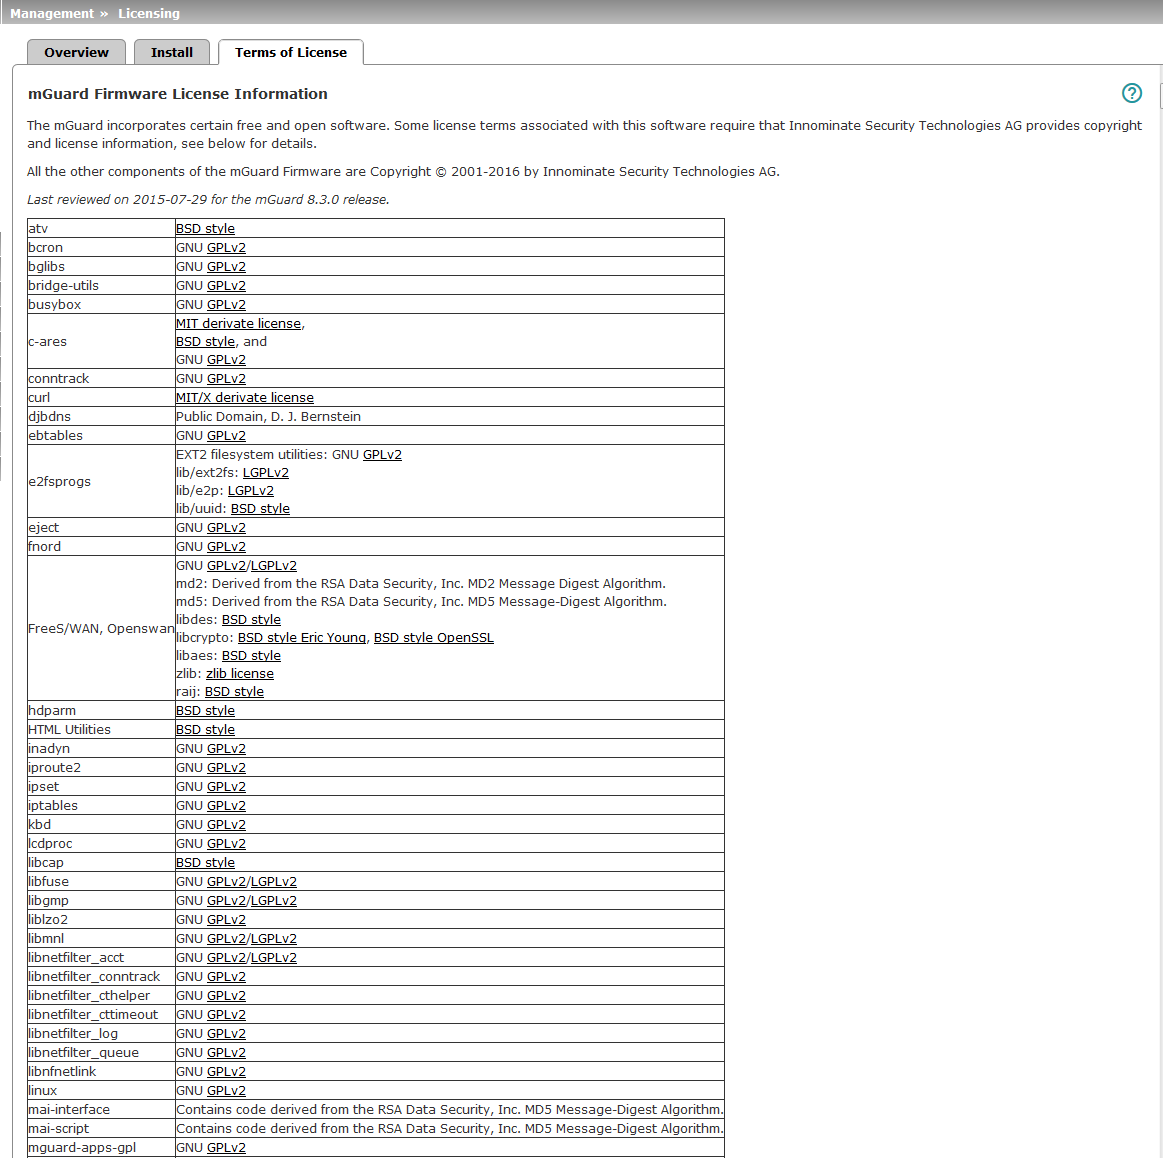 Management » Licensing
Overview Install Terms of License
mGuard Firmware License Information
?
The mGuard incorporates certain free and open software. Some license terms associated with this software require that Innominate Security Technologies AG provides copyright
and license information, see below for details.
All the other components of the mGuard Firmware are Copyright © 2001-2016 by Innominate Security Technologies AG.
Last reviewed on 2015-07-29 for the mGuard 8.3.0 release.
atv BSD style
bcron GNU GPLv2
bglibs GNU GPLv2
bridge-utils GNU GPLv2
busybox GNU GPLv2
c-ares MIT derivate license,
BSD style, and
GNU GPLv2
conntrack GNU GPLv2
curl MIT/X derivate license
djbdns Public Domain, D. J. Bernstein
ebtables GNU GPLv2
e2fsprogs EXT2 filesystem utilities: GNU GPLv2
lib/ext2fs: LGPLv2
lib/e2p: LGPLv2
lib/uuid: BSD style
eject GNU GPLv2
fnord GNU GPLv2
FreeS/WAN, Openswan GNU GPLv2/LGPLv2
md2: Derived from the RSA Data Security, Inc. MD2 Message Digest Algorithm.
md5: Derived from the RSA Data Security, Inc. MD5 Message-Digest Algorithm.
libdes: BSD style
libcrypto: BSD style Eric Young, BSD style OpenSSL
libaes: BSD style
zlib: zlib license
raij: BSD style
hdparm BSD style
HTML Utilities BSD style
inadyn GNU GPLv2
iproute2 GNU GPLv2
ipset GNU GPLv2
iptables GNU GPLv2
kbd GNU GPLv2
lcdproc GNU GPLv2
libcap BSD style
libfuse GNU GPLv2/LGPLv2
libgmp GNU GPLv2/LGPLv2
liblzo2 GNU GPLv2
libmnl GNU GPLv2/LGPLv2
libnetfilter_acct GNU GPLv2/LGPLv2
libnetfilter_conntrack GNU GPLv2
libnetfilter_cthelper GNU GPLv2
libnetfilter_cttimeout GNU GPLv2
libnetfilter_log GNU GPLv2
libnetfilter_queue GNU GPLv2
libnfnetlink GNU GPLv2
linux GNU GPLv2
mai-interface Contains code derived from the RSA Data Security, Inc. MD5 Message-Digest Algorithm.
mai-script Contains code derived from the RSA Data Security, Inc. MD5 Message-Digest Algorithm.
mguard-apps-gpl GNU GPLv2